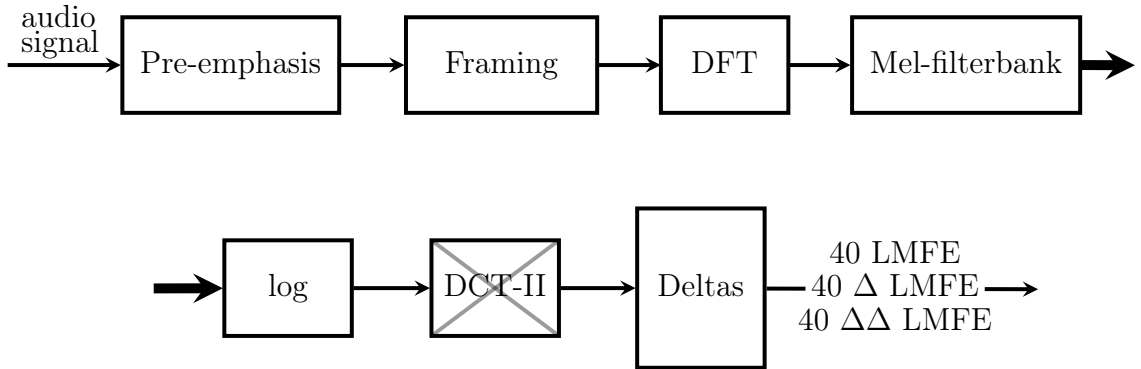 audio
signal
Pre-emphasis
Framing
DFT
Mel-filterbank
log
DCT-II
Deltas
40 LMFE
40 Δ LMFE
40 ΔΔ LMFE